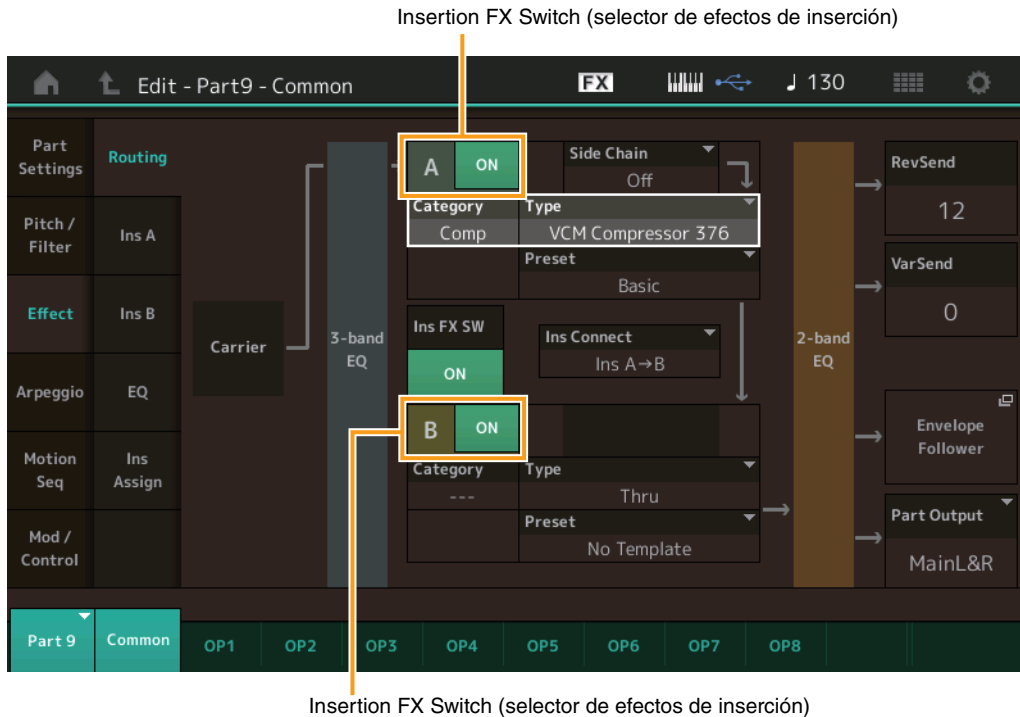 Insertion FX Switch (selector de efectos de inserción)
Edit - Part9 - Common
FX
♩ 130
Part
Settings
Pitch /
Filter
Effect
Arpeggio
Motion
Seq
Mod /
Control
Routing
Ins A
Ins B
EQ
Ins
Assign
Carrier
3-band
EQ
A
ON
Side Chain
Off
Category
Comp
Type
VCM Compressor 376
Preset
Basic
Ins FX SW
ON
Ins Connect
Ins A→B
B
ON
Category
---
Type
Thru
Preset
No Template
2-band
EQ
RevSend
12
VarSend
0
Envelope
Follower
Part Output
MainL&R
Part 9
Common
OP1
OP2
OP3
OP4
OP5
OP6
OP7
OP8
Insertion FX Switch (selector de efectos de inserción)